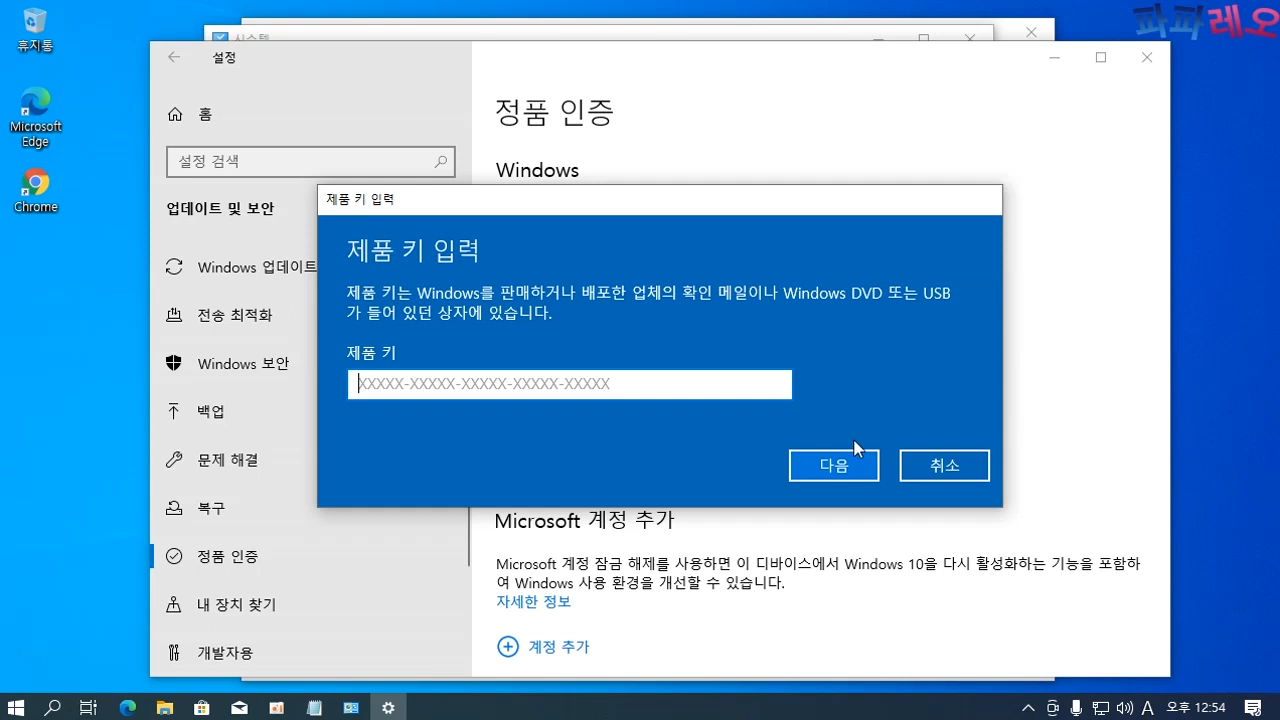 휴지통
Microsoft
Edge
Chrome
파파레오
시스템
설정
홈
설정 검색
업데이트 및 보안
Windows 업데이트
전송 최적화
Windows 보안
백업
문제 해결
복구
정품 인증
내 장치 찾기
개발자용
정품 인증
Windows
제품 키 입력
제품 키 입력
제품 키는 Windows를 판매하거나 배포한 업체의 확인 메일이나 Windows DVD 또는 USB
가 들어 있던 상자에 있습니다.
제품 키
XXXXX-XXXXX-XXXXX-XXXXX-XXXXX
다음
취소
Microsoft 계정 추가
Microsoft 계정 잠금 해제를 사용하면 이 디바이스에서 Windows 10을 다시 활성화하는 기능을 포함하
여 Windows 사용 환경을 개선할 수 있습니다.
자세한 정보
계정 추가
A 오후 12:54